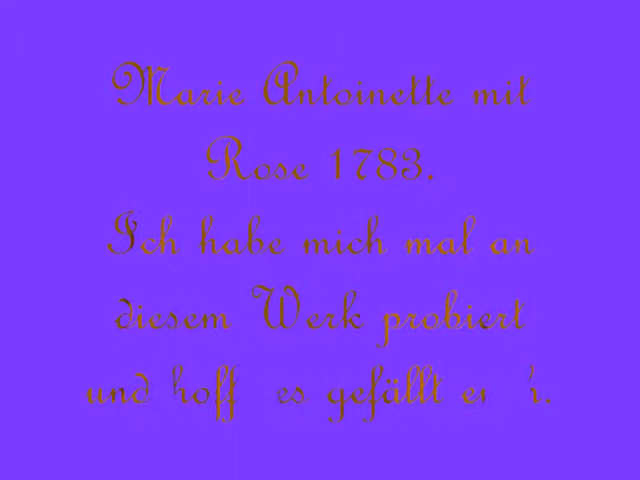 Marie Antoinette mit
Rose 1783.
Ich habe mich mal an
diesem Werk probiert
und hoff es gefällt